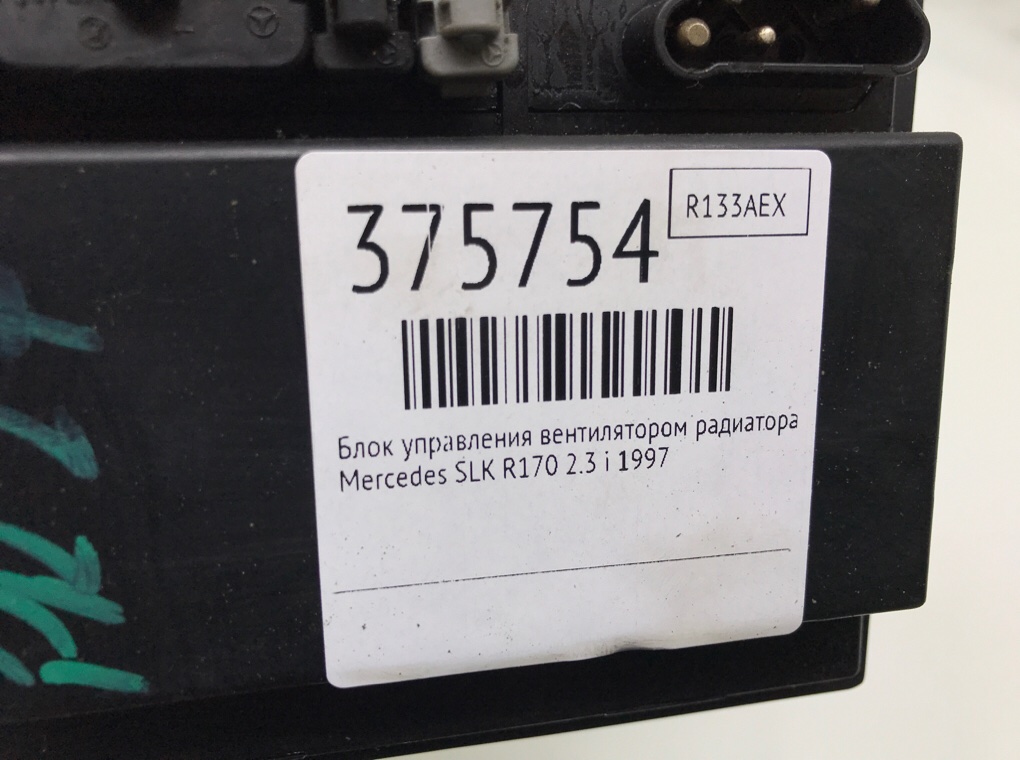 375754
R133AEX
Блок управления вентилятором радиатора
Mercedes SLK R170 2.3 i 1997